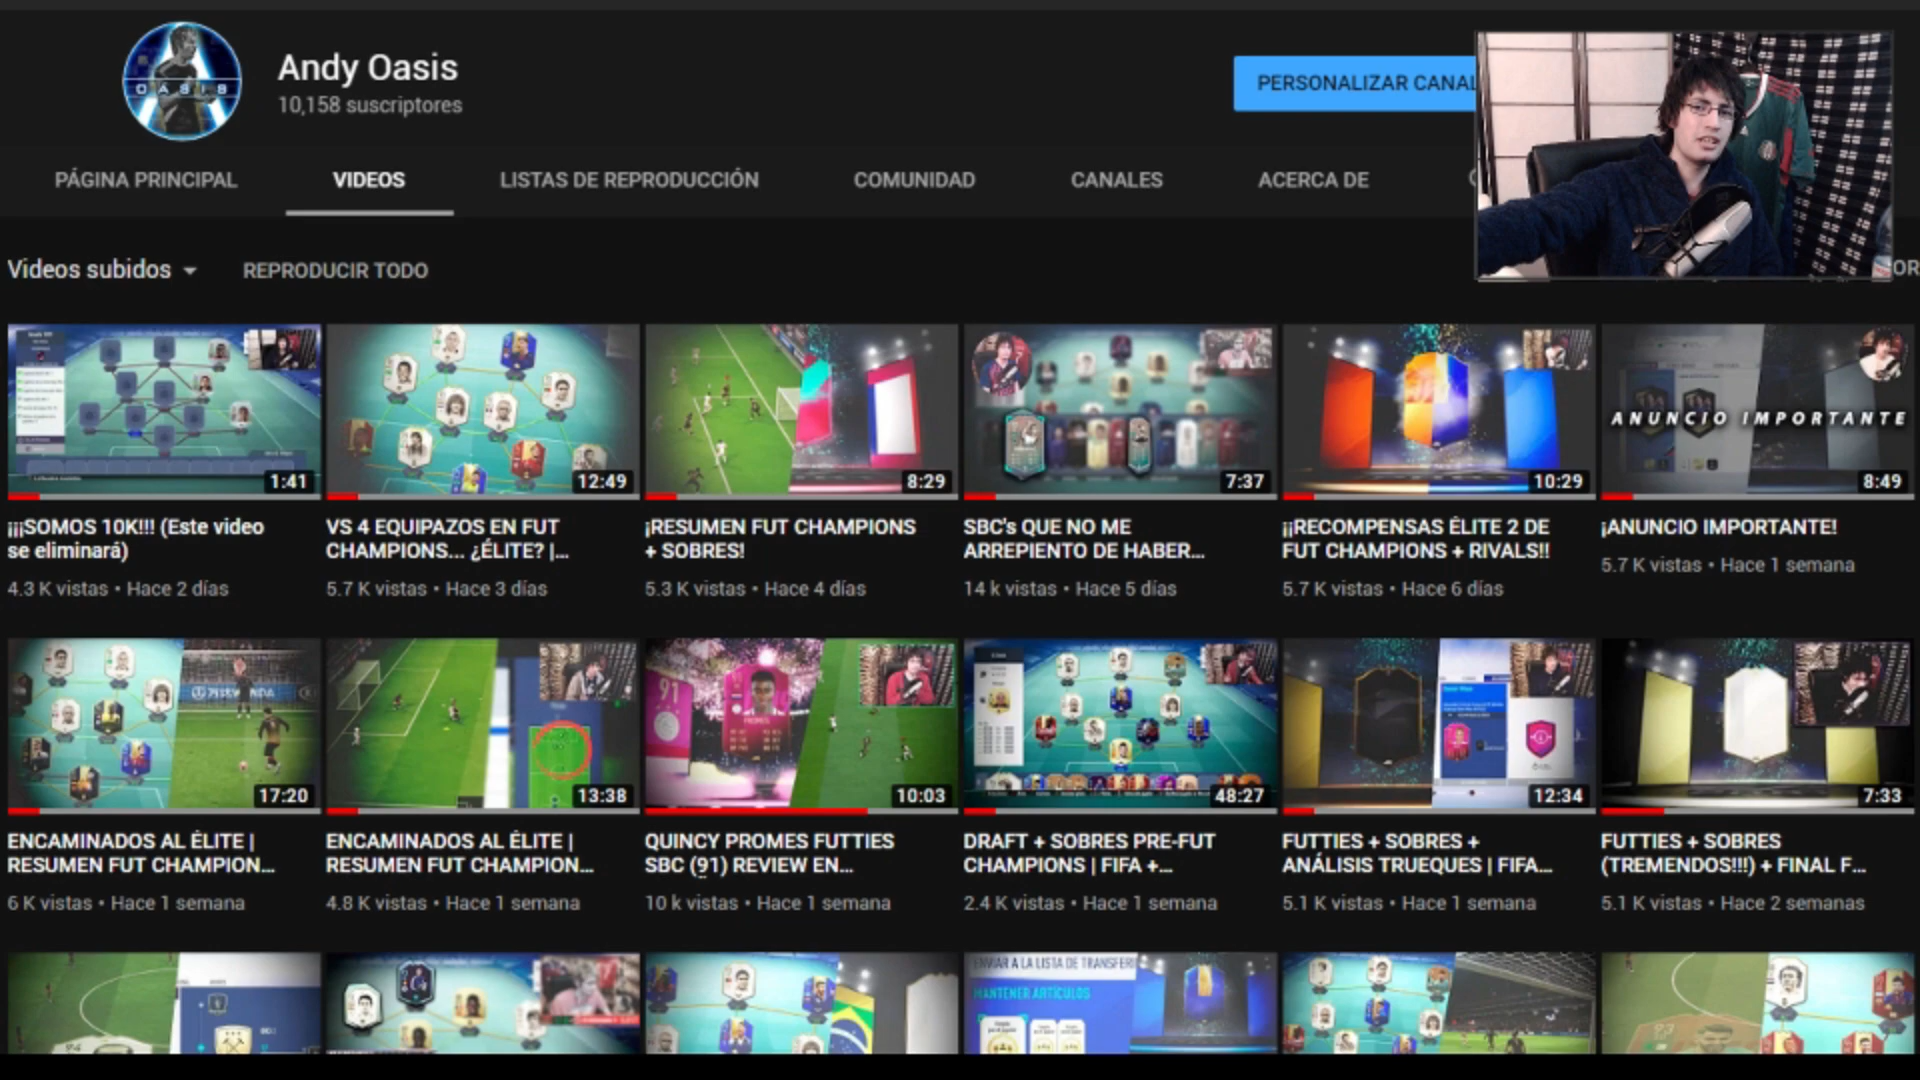 Andy Oasis
10,158 suscriptores
OASIS
PERSONALIZAR CANAL
PÁGINA PRINCIPAL
VIDEOS
LISTAS DE REPRODUCCIÓN
COMUNIDAD
CANALES
ACERCA DE
Videos subidos
REPRODUCIR TODO
1:41
12:49
8:29
7:37
10:29
ANUNCIO IMPORTANTE
8:49
¡¡¡SOMOS 10K!!! (Este video
se eliminará)
4.3 K vistas • Hace 2 días
VS 4 EQUIPAZOS EN FUT
CHAMPIONS... ¿ÉLITE? |...
5.7 K vistas • Hace 3 días
¡RESUMEN FUT CHAMPIONS
+ SOBRES!
5.3 K vistas • Hace 4 días
SBC's QUE NO ME
ARREPIENTO DE HABER...
14 k vistas • Hace 5 días
¡¡RECOMPENSAS ÉLITE 2 DE
FUT CHAMPIONS + RIVALS!!
5.7 K vistas • Hace 6 días
¡ANUNCIO IMPORTANTE!
5.7 K vistas • Hace 1 semana
17:20
13:38
91
PROMES
10:03
48:27
12:34
7:33
ENCAMINADOS AL ÉLITE |
RESUMEN FUT CHAMPION...
6 K vistas • Hace 1 semana
ENCAMINADOS AL ÉLITE |
RESUMEN FUT CHAMPION...
4.8 K vistas • Hace 1 semana
QUINCY PROMES FUTTIES
SBC (91) REVIEW EN...
10 k vistas • Hace 1 semana
DRAFT + SOBRES PRE-FUT
CHAMPIONS | FIFA +...
2.4 K vistas • Hace 1 semana
FUTTIES + SOBRES +
ANÁLISIS TRUEQUES | FIFA...
5.1 K vistas • Hace 1 semana
FUTTIES + SOBRES
(TREMENDOS!!!) + FINAL F...
5.1 K vistas • Hace 2 semanas
ENVIAR A LA LISTA DE TRANSFERI
MANTENER ARTÍCULOS